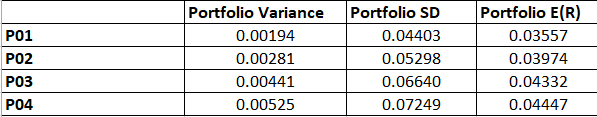 Portfolio Variance Portfolio SD Portfolio E(R)
P01 0.00194 0.04403 0.03557
P02 0.00281 0.05298 0.03974
P03 0.00441 0.06640 0.04332
P04 0.00525 0.07249 0.04447